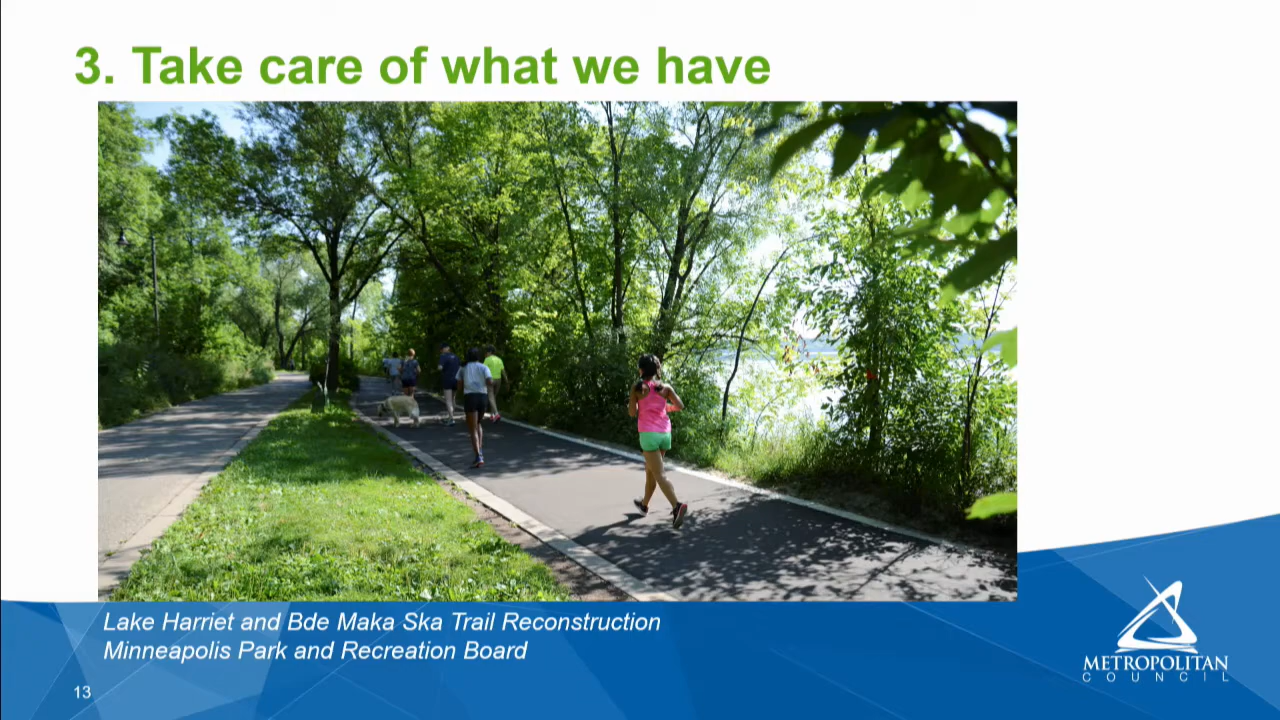 3. Take care of what we have
Lake Harriet and Bde Maka Ska Trail Reconstruction
Minneapolis Park and Recreation Board
13
METROPOLITAN
COUNCIL